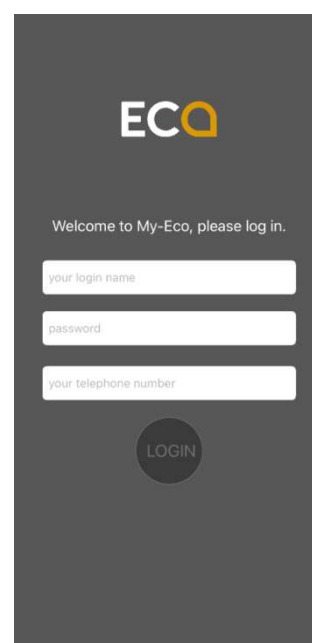 ECO
Welcome to My-Eco, please log in.
your login name
password
your telephone number
LOGIN